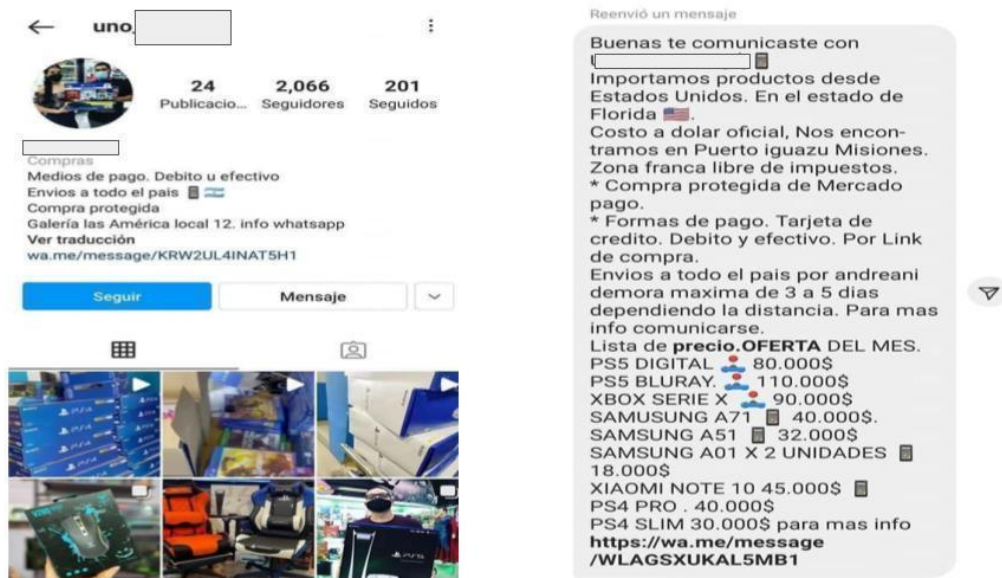 uno.
24
2,066
201
Publicacio...
Seguidores
Seguidos
Compras
Medios de pago. Debito u efectivo
Envios a todo el pais
Compra protegida
Galería las América local 12. info whatsapp
Ver traducción
wa.me/message/KRW2UL4INAT5H1
Seguir
Mensaje
Reenvió un mensaje
Buenas te comunicaste con
Importamos productos desde
Estados Unidos. En el estado de
Florida 🇺🇸.
Costo a dolar oficial, Nos encon-
tramos en Puerto iguazu Misiones.
Zona franca libre de impuestos.
* Compra protegida de Mercado
pago.
* Formas de pago. Tarjeta de
credito. Debito y efectivo. Por Link
de compra.
Envios a todo el pais por andreani
demora maxima de 3 a 5 dias
dependiendo la distancia. Para mas
info comunicarse.
Lista de precio.OFERTA DEL MES.
PS5 DIGITAL 🕹️ 80.000$
PS5 BLURAY. 🕹️ 110.000$
XBOX SERIE X 🕹️ 90.000$
SAMUSUNG A71 📱 40.000$.
SAMSUNG A51 📱 32.000$
SAMSUNG A01 X 2 UNIDADES 📱
18.000$
XIAOMI NOTE 10 45.000$ 📱
PS4 PRO . 40.000$
PS4 SLIM 30.000$ para mas info
https://wa.me/message
/WLAGSXUKAL5MB1